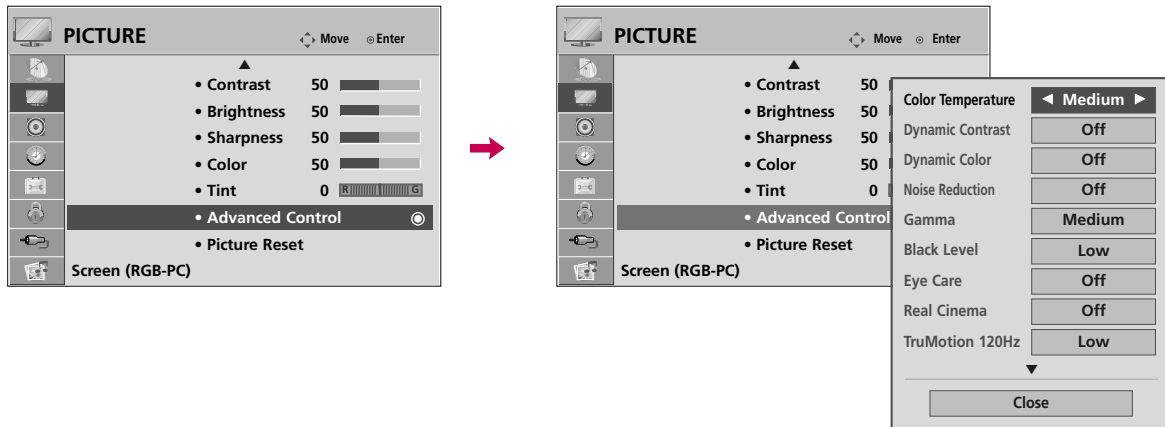 PICTURE Move Enter
• Contrast 50
• Brightness 50
• Sharpness 50
• Color 50
• Tint 0 R G
• Advanced Control
• Picture Reset
Screen (RGB-PC)
PICTURE Move Enter
• Contrast 50
• Brightness 50
• Sharpness 50
• Color 50
• Tint 0
• Advanced Control
• Picture Reset
Screen (RGB-PC)
Color Temperature ◀ Medium ▶
Dynamic Contrast Off
Dynamic Color Off
Noise Reduction Off
Gamma Medium
Black Level Low
Eye Care Off
Real Cinema Off
TruMotion 120Hz Low
Close